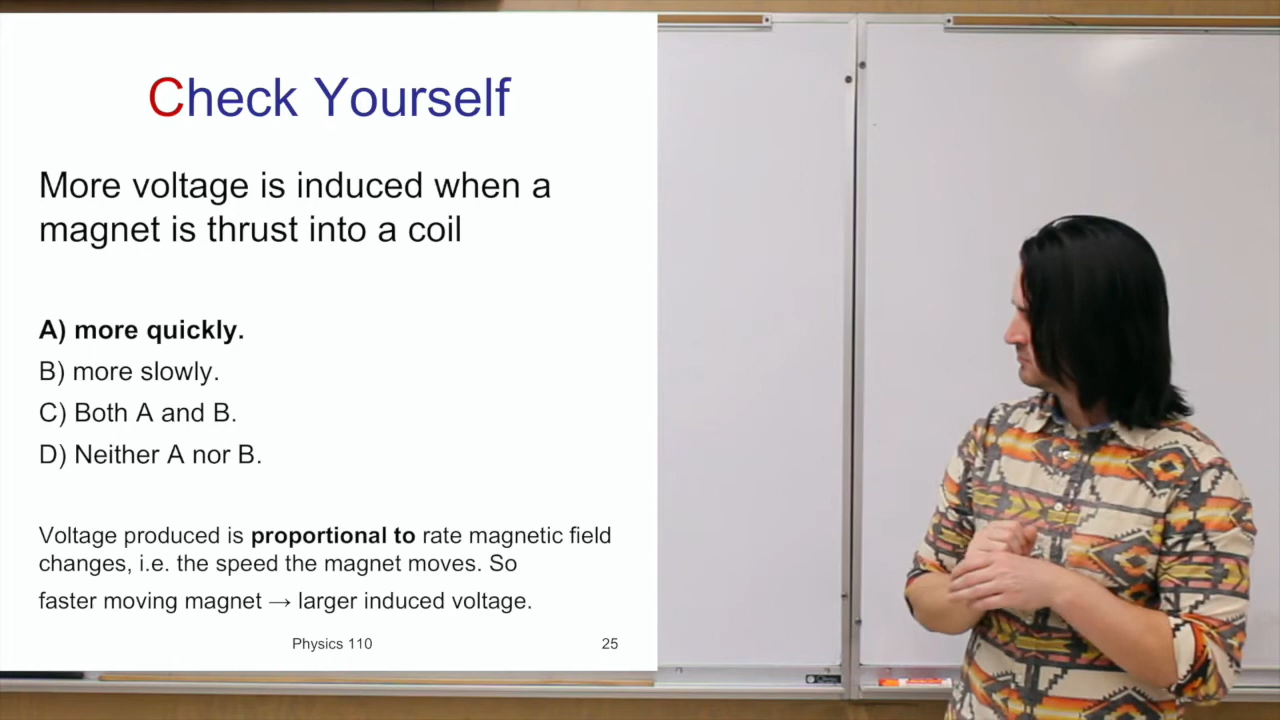 Check Yourself
More voltage is induced when a
magnet is thrust into a coil
A) more quickly.
B) more slowly.
C) Both A and B.
D) Neither A nor B.
Voltage produced is proportional to rate magnetic field
changes, i.e. the speed the magnet moves. So
faster moving magnet → larger induced voltage.
Physics 110
25